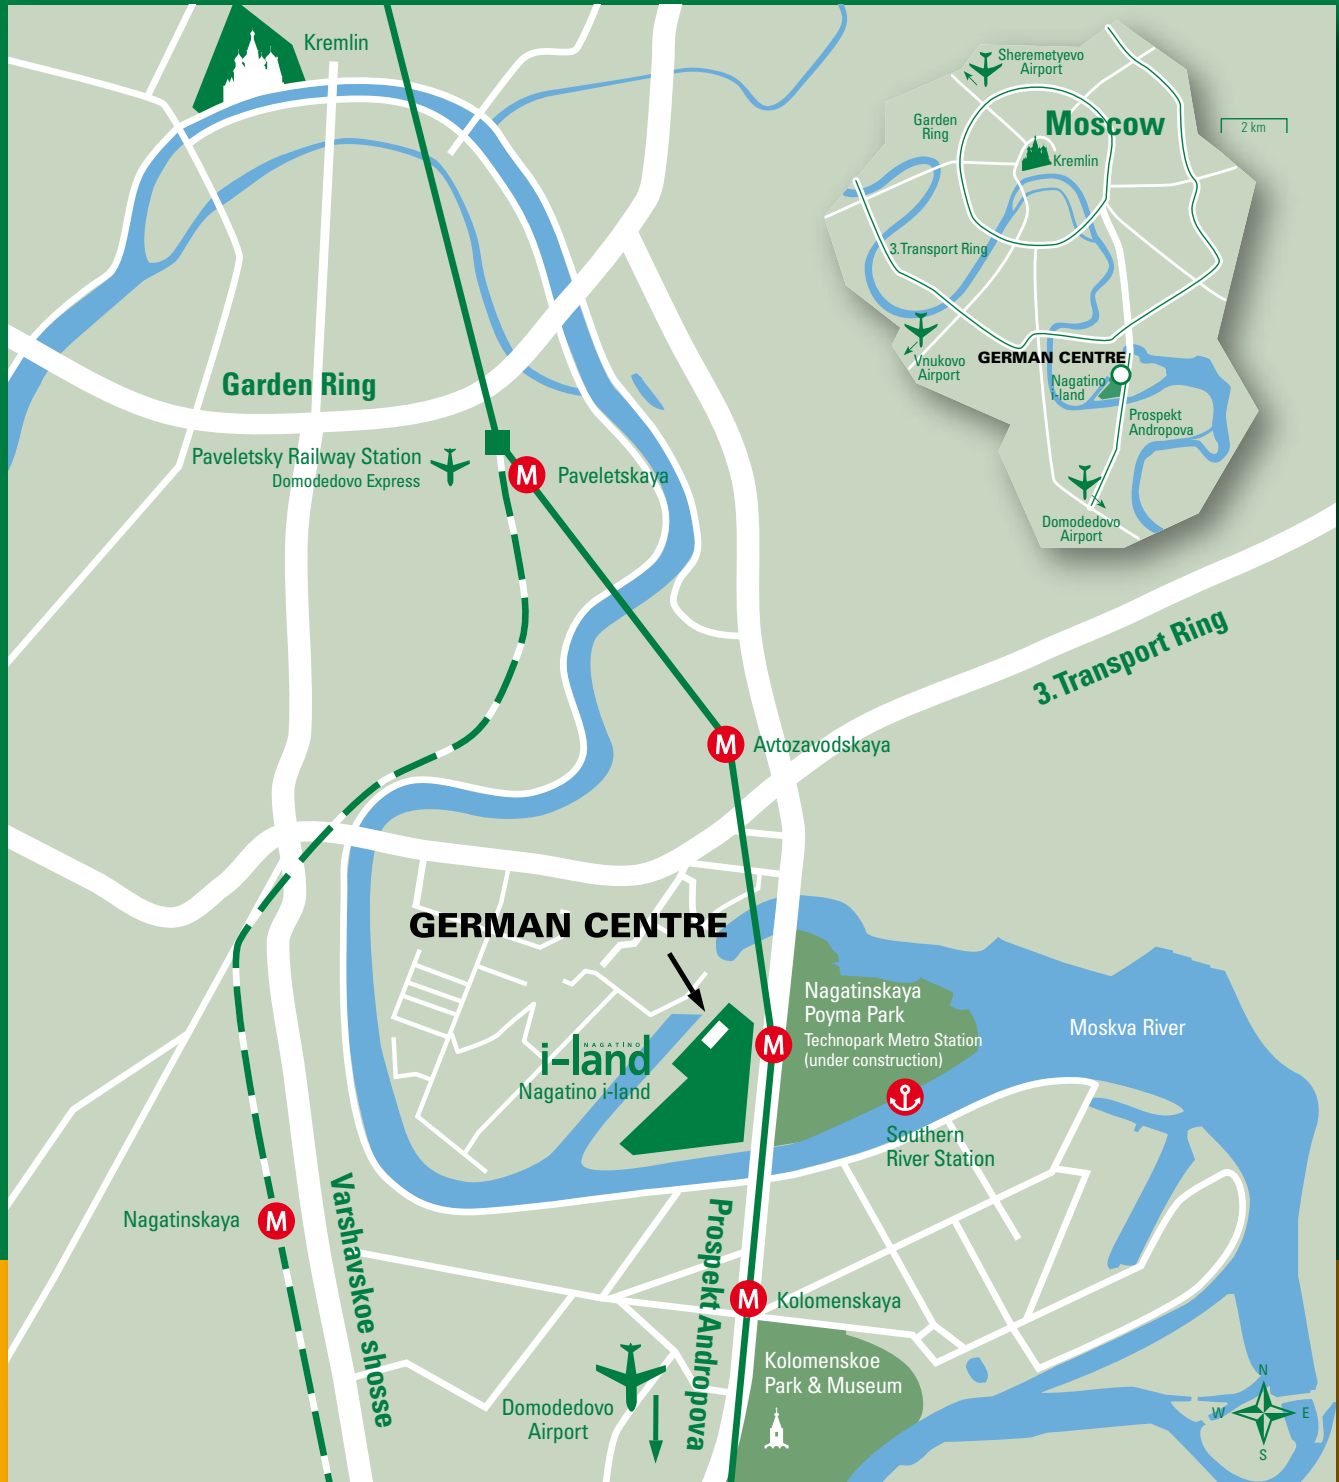 Kremlin
Sheremetyevo
Airport
Garden
Ring
Moscow
2 km
Kremlin
3.Transport Ring
Vnukovo
Airport
GERMAN CENTRE
Nagatino
i-land
Prospekt
Andropova
Domodedovo
Airport
Garden Ring
Paveletsky Railway Station
Domodedovo Express
M
Paveletskaya
3.Transport Ring
M
Avtozavodskaya
GERMAN CENTRE
Nagatinskaya
Poyma Park
Technopark Metro Station
(under construction)
M
Moskva River
NAGATINO
i-land
Nagatino i-land
Southern
River Station
Nagatinskaya
M
Varshavskoe shosse
Prospekt Andropova
M
Kolomenskaya
Kolomenskoe
Park & Museum
Domodedovo
Airport
N
W
E
S